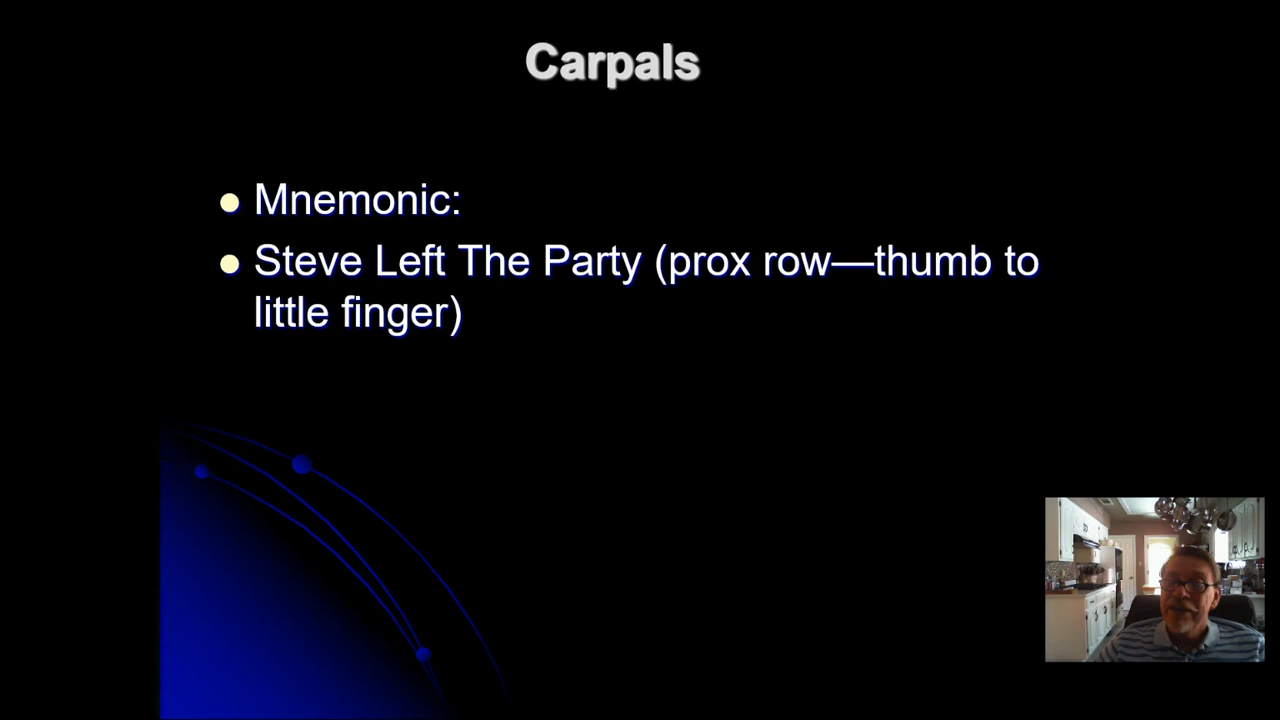 Carpals
Mnemonic:
Steve Left The Party (prox row—thumb to
little finger)